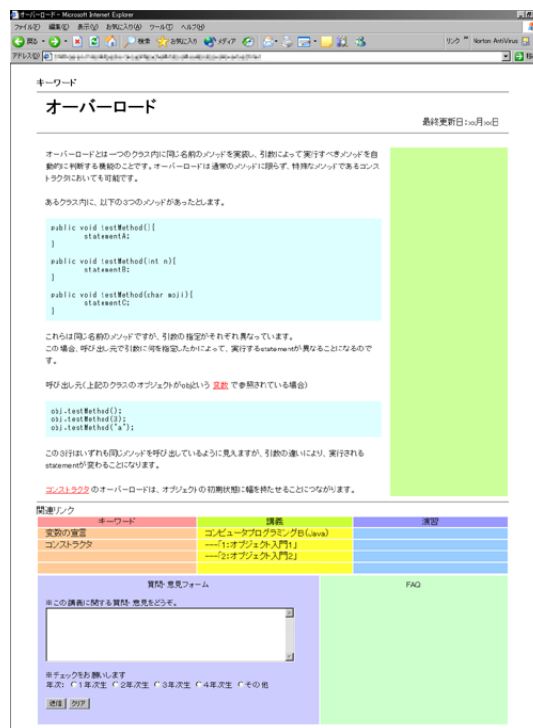 オーバーロード - Microsoft Internet Explorer
ファイル(F) 編集(E) 表示(V) お気に入り(A) ツール(T) ヘルプ(H)
戻る 検索 お気に入り メディア リンク Norton AntiVirus
アドレス(D)
キーワード
オーバーロード
最終更新日:xx月xx日
オーバーロードとは一つのクラス内に同じ名前のメソッドを実装し、引数によって実行すべきメソッドを自
動的に判断する機能のことです。オーバーロードは通常のメソッドに限らず、特殊なメソッドであるコンス
トラクタにおいても可能です。
あるクラス内に、以下の3つのメソッドがあったとします。
public void testMethod(){
statementA;
}
public void testMethod(int n){
statementB;
}
public void testMethod(char moji){
statementC;
}
これらは同じ名前のメソッドですが、引数の指定がそれぞれ異なっています。
この場合、呼び出し元で引数に何を指定したかによって、実行するstatementが異なることになるので
す。
呼び出し元(上記のクラスのオブジェクトがobjという 変数 で参照されている場合)
obj.testMethod();
obj.testMethod(3);
obj.testMethod("a");
この3行はいずれも同じメソッドを呼び出しているように見えますが、引数の違いにより、実行される
statementが変わることになります。
コンストラクタ のオーバーロードは、オブジェクトの初期状態に幅を持たせることにつながります。
関連リンク
キーワード 講義 演習
変数の宣言 コンピュータプログラミングB(Java)
コンストラクタ ---「1:オブジェクト入門1」
---「2:オブジェクト入門2」
質問・意見フォーム FAQ
※この講義に関する質問・意見をどうぞ。
※チェックをお願いします
年次: 1年次生 2年次生 3年次生 4年次生 その他
送信 クリア